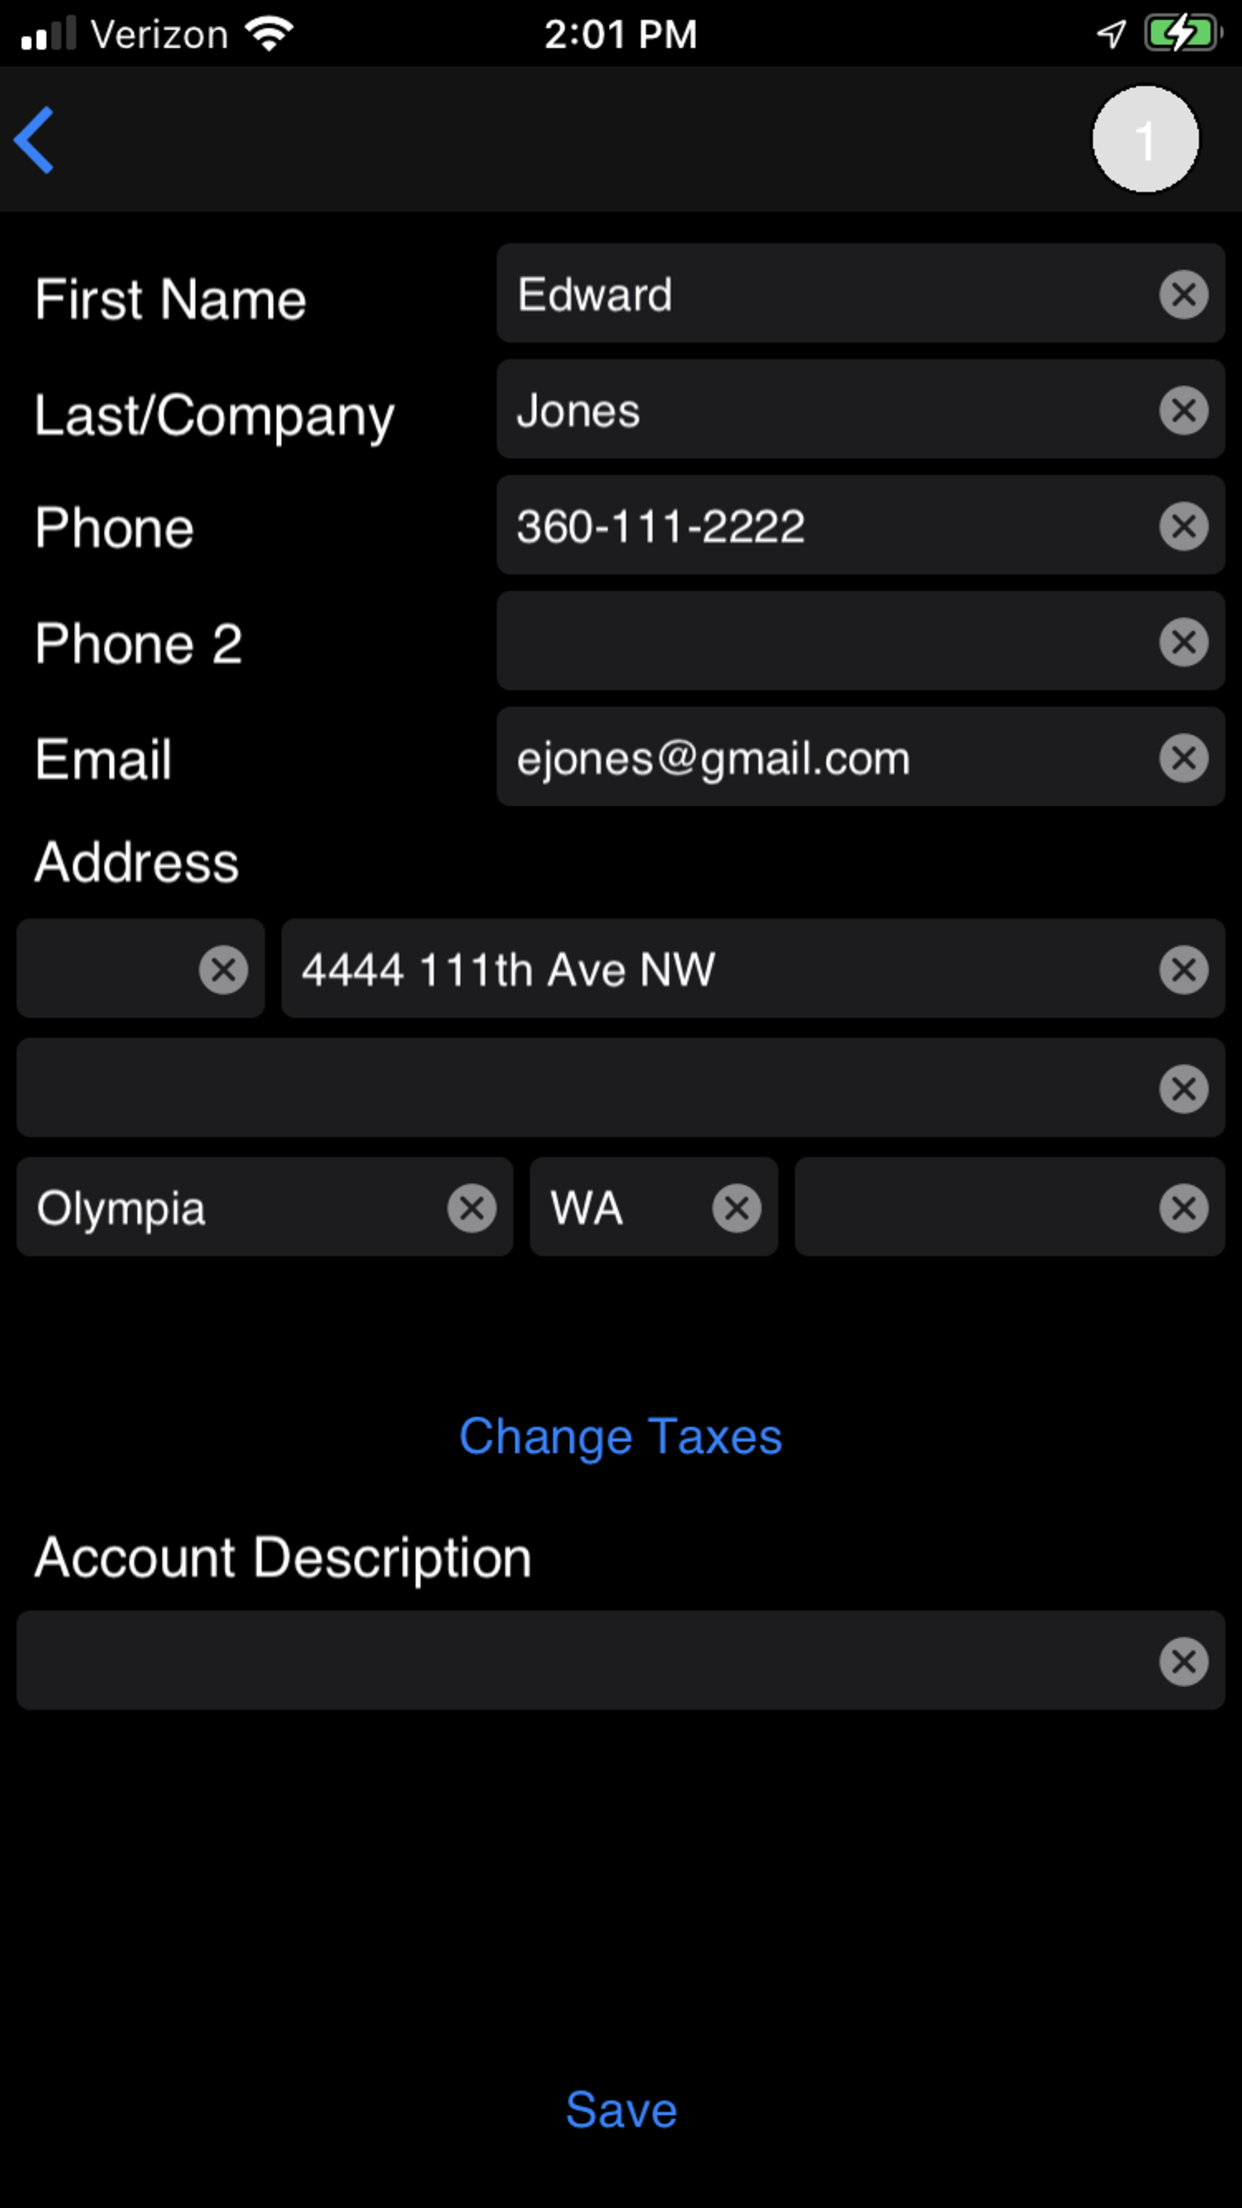 Verizon 2:01 PM
1
First Name Edward
Last/Company Jones
Phone 360-111-2222
Phone 2
Email ejones@gmail.com
Address
4444 111th Ave NW
Olympia WA
Change Taxes
Account Description
Save